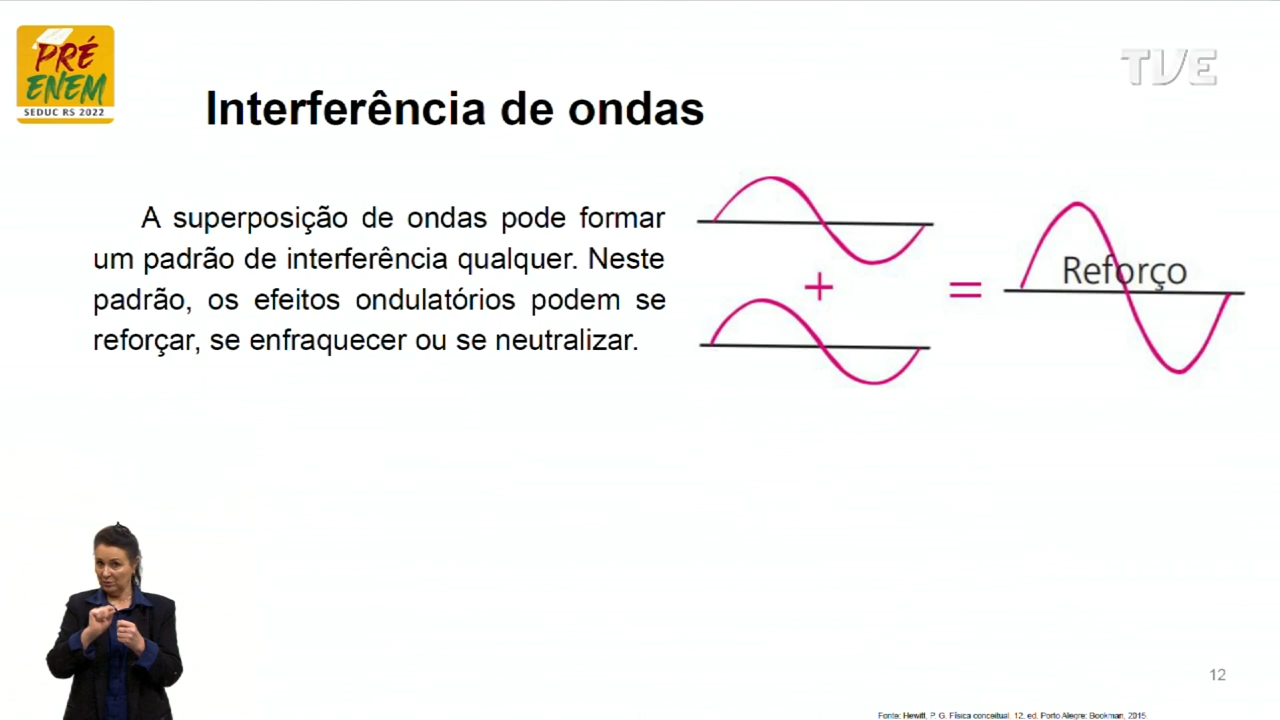 PRÉ
ENEM
SEDUC RS 2022
TVE
Interferência de ondas
A superposição de ondas pode formar
um padrão de interferência qualquer. Neste
padrão, os efeitos ondulatórios podem se
reforçar, se enfraquecer ou se neutralizar.
+
=
Reforço
12
Fonte: Hewitt, P. G. Física conceitual. 12. ed. Porto Alegre: Bookman, 2015